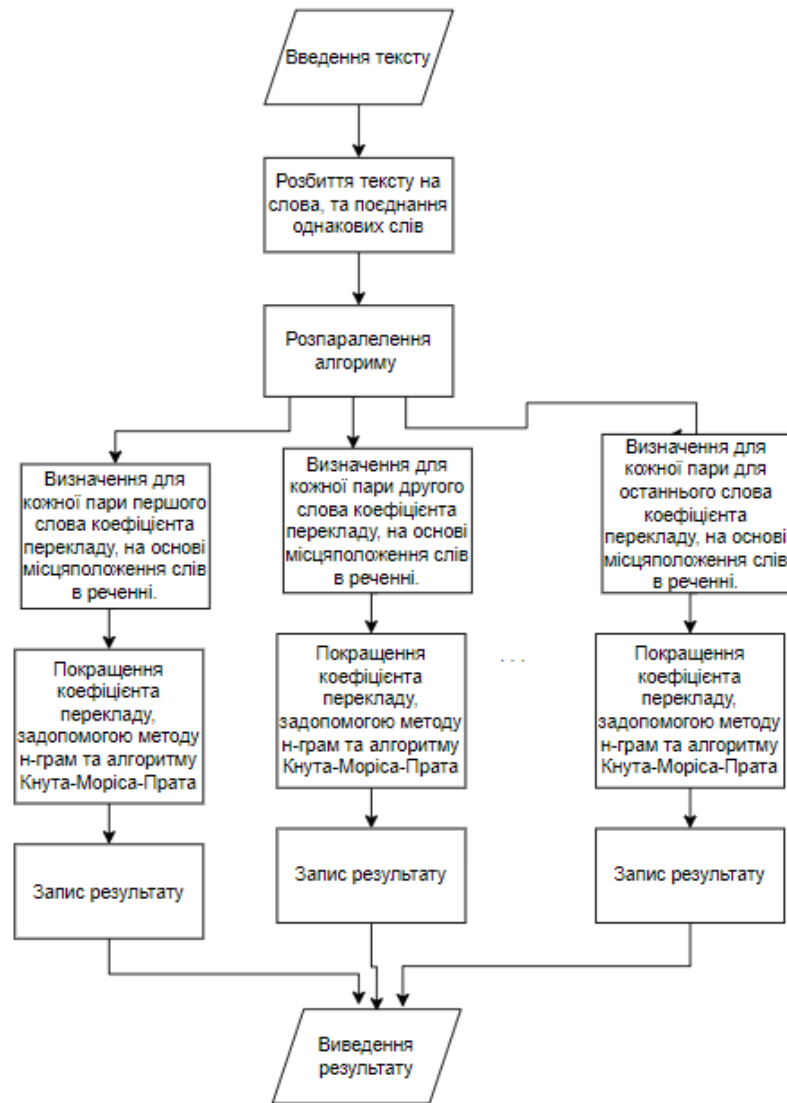 Введення тексту
Розбиття тексту на
слова, та поєднання
однакових слів
Розпаралелення
алгориму
Визначення для
кожної пари першого
слова коефіцієнта
перекладу, на основі
місцяположення слів
в реченні.
Визначення для
кожної пари другого
слова коефіцієнта
перекладу, на основі
місцяположення слів
в реченні.
Визначення для
кожної пари для
останнього слова
коефіцієнта
перекладу, на основі
місцяположення слів
в реченні.
Покращення
коефіцієнта
перекладу,
задопомогою методу
н-грам та алгоритму
Кнута-Моріса-Прата
Покращення
коефіцієнта
перекладу,
задопомогою методу
н-грам та алгоритму
Кнута-Моріса-Прата
. . .
Покращення
коефіцієнта
перекладу,
задопомогою методу
н-грам та алгоритму
Кнута-Моріса-Прата
Запис результату
Запис результату
Запис результату
Виведення
результату